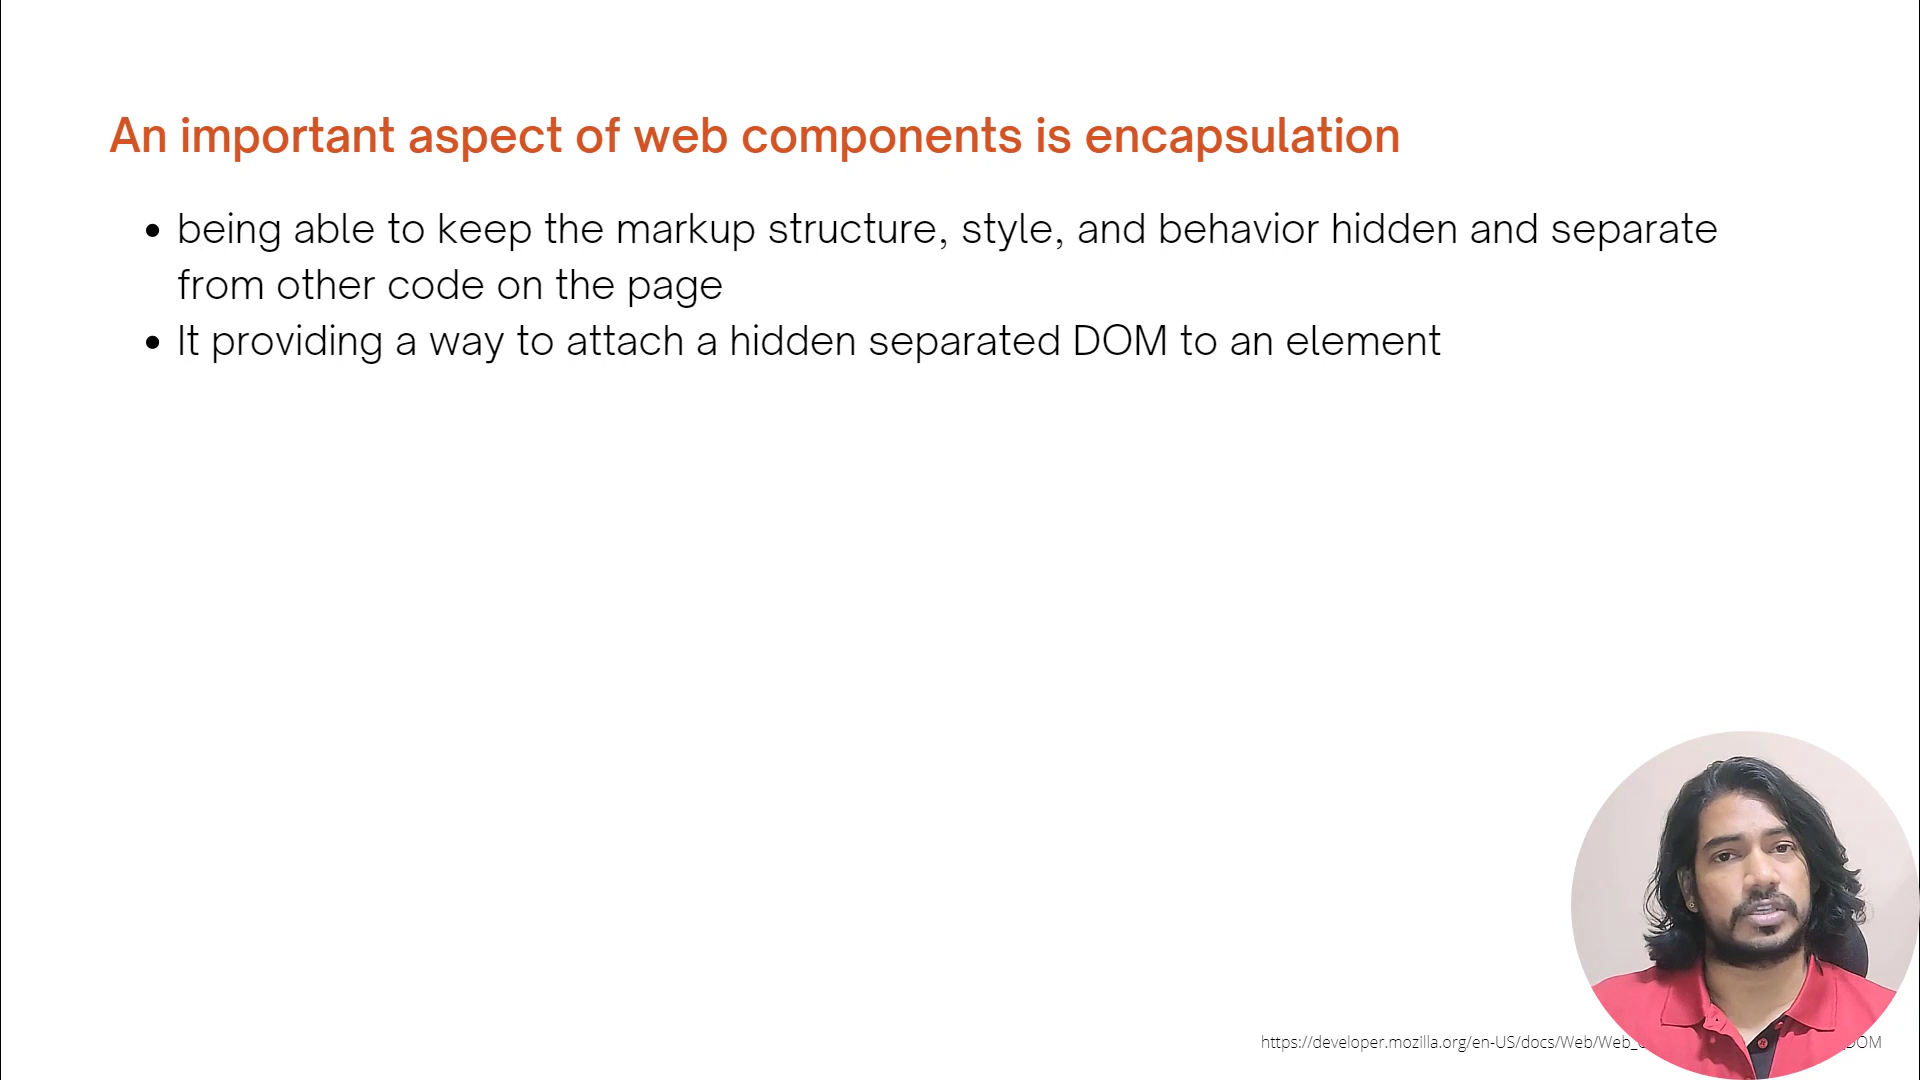 An important aspect of web components is encapsulation
• being able to keep the markup structure, style, and behavior hidden and separate
from other code on the page
• It providing a way to attach a hidden separated DOM to an element
https://developer.mozilla.org/en-US/docs/Web/Web_ DOM